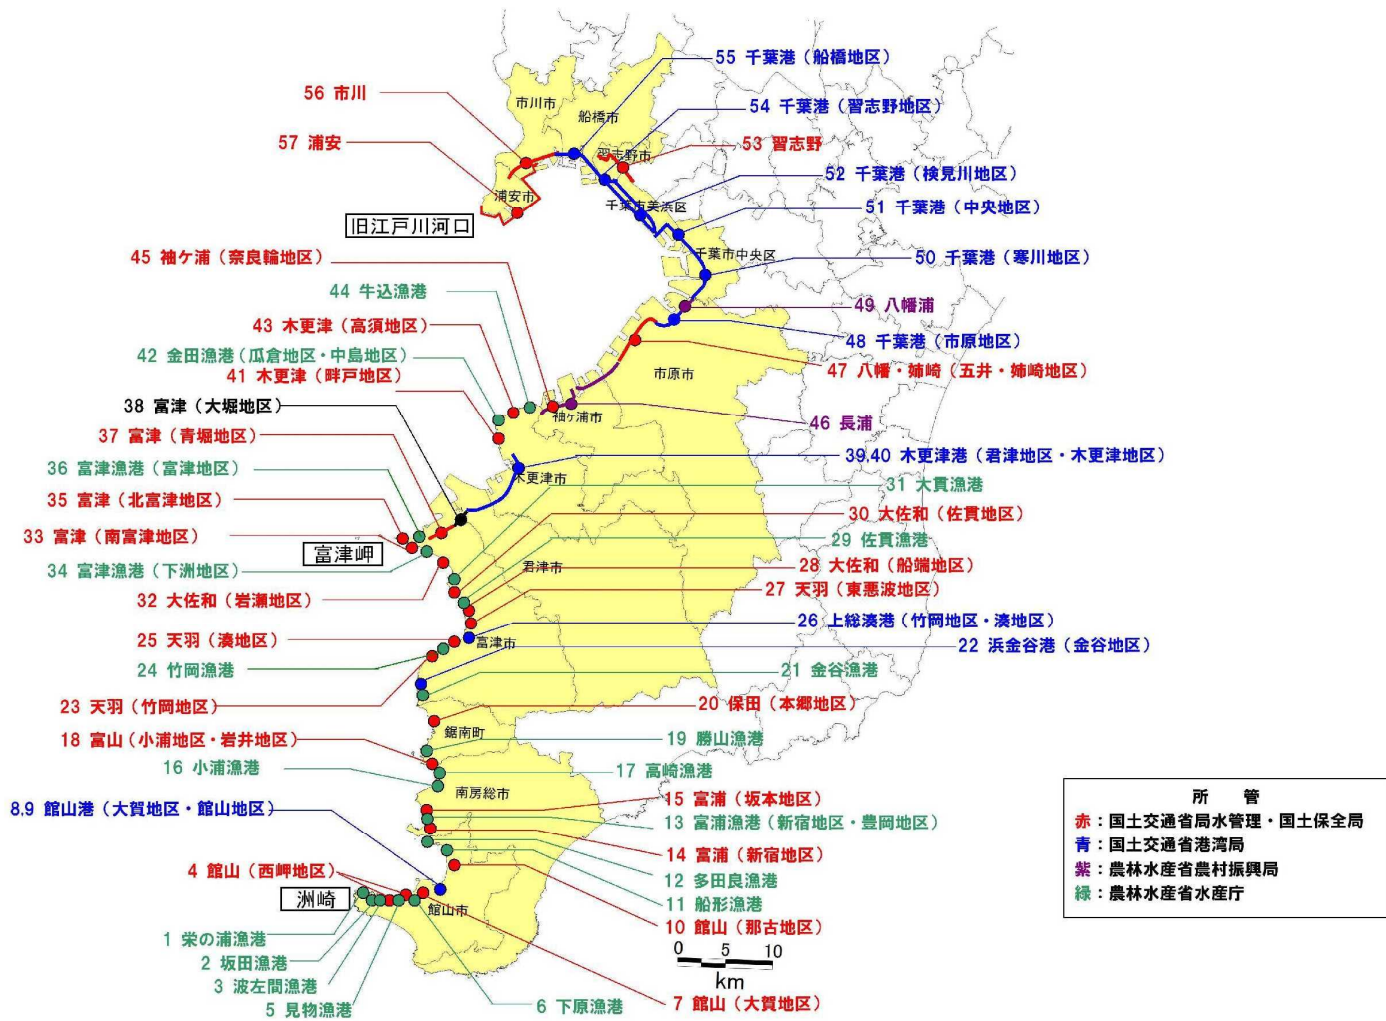 55 千葉港（船橋地区）
56 市川
54 千葉港（習志野地区）
57 浦安
53 習志野
52 千葉港（検見川地区）
51 千葉港（中央地区）
50 千葉港（寒川地区）
49 八幡浦
48 千葉港（市原地区）
47 八幡・姉崎（五井・姉崎地区）
46 長浦
45 袖ケ浦（奈良輪地区）
44 牛込漁港
43 木更津（高須地区）
42 金田漁港（瓜倉地区・中島地区）
41 木更津（畔戸地区）
39,40 木更津港（君津地区・木更津地区）
38 富津（大堀地区）
37 富津（青堀地区）
36 富津漁港（富津地区）
35 富津（北富津地区）
33 富津（南富津地区）
34 富津漁港（下洲地区）
32 大佐和（岩瀬地区）
31 大貫漁港
30 大佐和（佐貫地区）
29 佐貫漁港
28 大佐和（船端地区）
27 天羽（東悪波地区）
26 上総湊港（竹岡地区・湊地区）
25 天羽（湊地区）
24 竹岡漁港
23 天羽（竹岡地区）
22 浜金谷港（金谷地区）
21 金谷漁港
20 保田（本郷地区）
19 勝山漁港
18 富山（小浦地区・岩井地区）
17 高崎漁港
16 小浦漁港
15 富浦（坂本地区）
13 富浦漁港（新宿地区・豊岡地区）
14 富浦（新宿地区）
12 多田良漁港
11 船形漁港
10 館山（那古地区）
8,9 館山港（大賀地区・館山地区）
4 館山（西岬地区）
1 栄の浦漁港
2 坂田漁港
3 波左間漁港
5 見物漁港
6 下原漁港
7 館山（大賀地区）
旧江戸川河口
富津岬
洲崎
市川市
船橋市
習志野市
浦安市
千葉市美浜区
千葉市中央区
市原市
袖ケ浦市
木更津市
君津市
富津市
鋸南町
南房総市
館山市
0 5 10
km
所 管
赤：国土交通省局水管理・国土保全局
青：国土交通省港湾局
紫：農林水産省農村振興局
緑：農林水産省水産庁